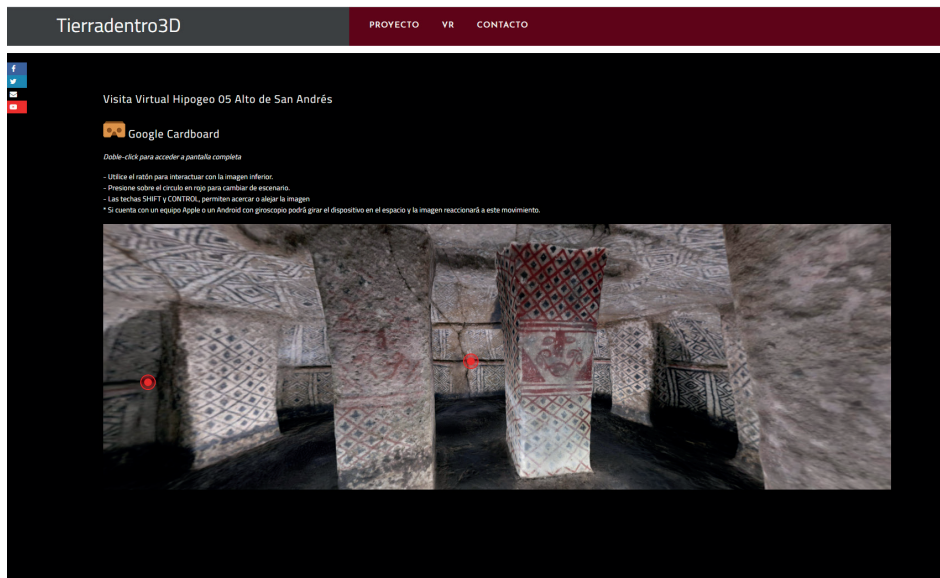 Tierradentro3D
PROYECTO VR CONTACTO
Visita Virtual Hipogeo 05 Alto de San Andrés
Google Cardboard
Doble-click para acceder a pantalla completa
- Utilice el ratón para interactuar con la imagen inferior.
- Presione sobre el circulo en rojo para cambiar de escenario.
- Las techas SHIFT y CONTROL, permiten acercar o alejar la imagen
* Si cuenta con un equipo Apple o un Android con giroscopio podrá girar el dispositivo en el espacio y la imagen reaccionará a este movimiento.